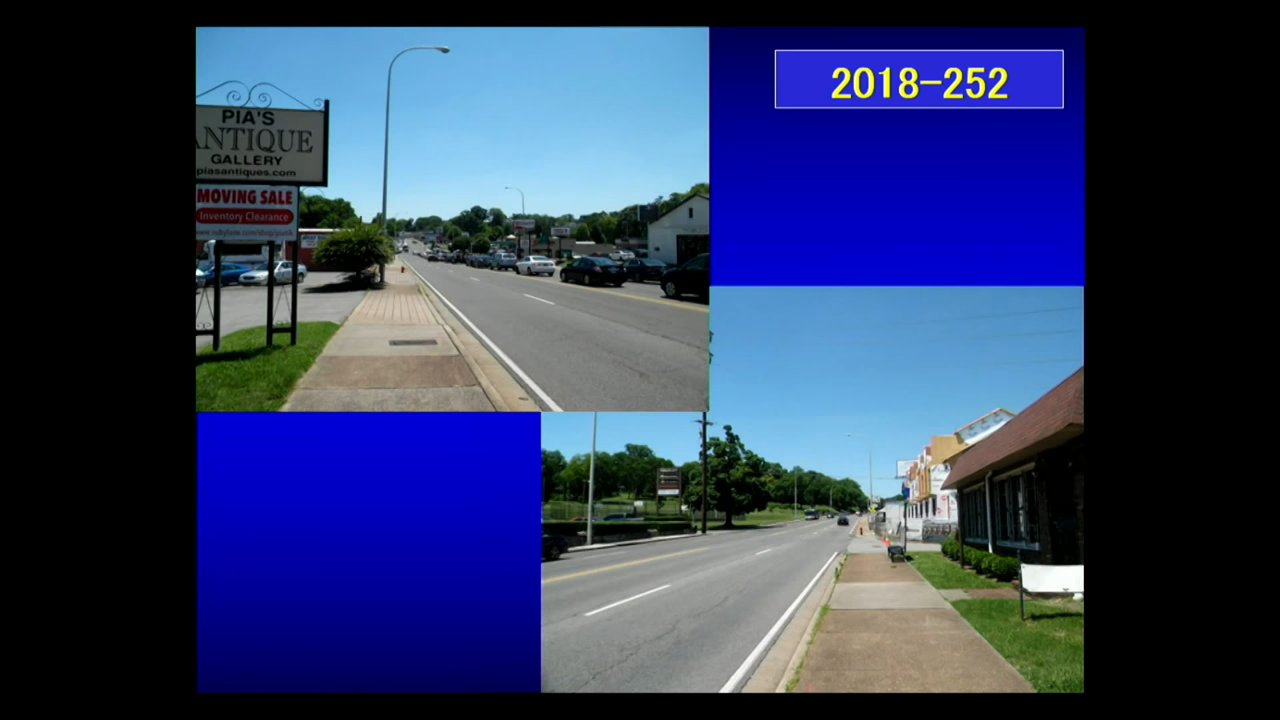 2018-252
PIA'S
ANTIQUE
GALLERY
piasantiques.com
MOVING SALE
Inventory Clearance